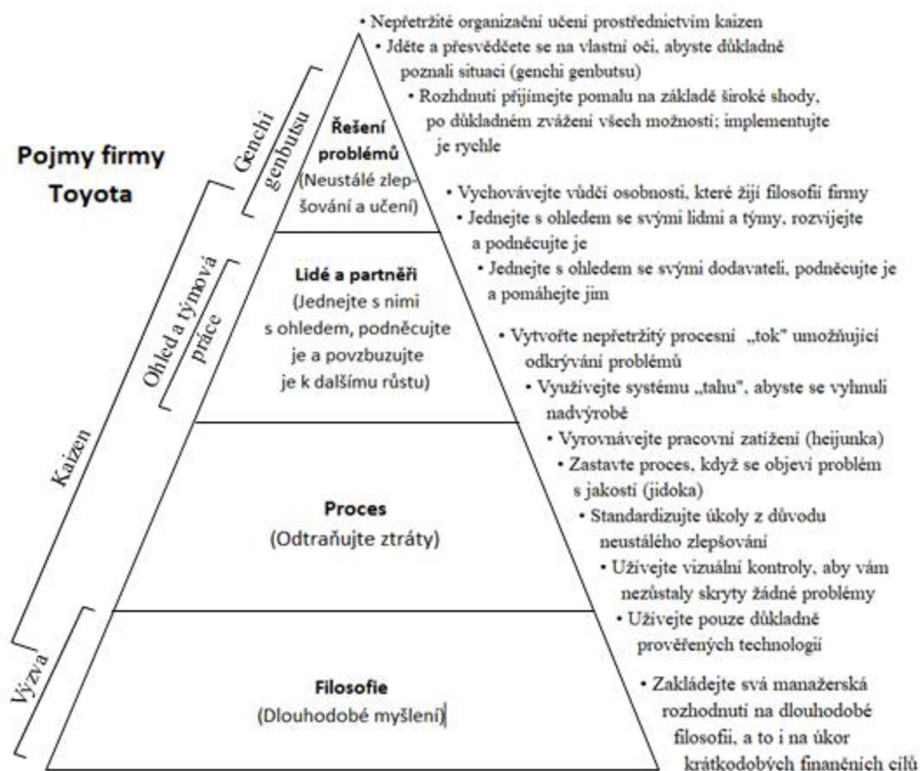 Pojmy firmy
Toyota
Genchi
genbutsu
Ohled a týmová
práce
Kaizen
Výzva
Řešení
problémů
(Neustálé zlep-
šování a učení)
Lidé a partněři
(Jednejte s nimi
s ohledem, podněcujte
je a povzbuzujte
je k dalšímu růstu)
Proces
(Odtraňujte ztráty)
Filosofie
(Dlouhodobé myšlení)
• Nepřetržité organizační učení prostřednictvím kaizen
• Jděte a přesvědčete se na vlastní oči, abyste důkladně
poznali situaci (genchi genbutsu)
• Rozhdnutí přijímejte pomalu na základě široké shody,
po důkladném zvážení všech možností; implementujte
je rychle
• Vychovávejte vůdčí osobnosti, které žijí filosofií firmy
• Jednejte s ohledem se svými lidmi a týmy, rozvíjejte
a podněcujte je
• Jednejte s ohledem se svými dodavateli, podněcujte je
a pomáhejte jim
• Vytvořte nepřetržitý procesní „tok" umožňující
odkrývání problémů
• Využívejte systému „tahu", abyste se vyhnuli
nadvýrobě
• Vyrovnávejte pracovní zatížení (heijunka)
• Zastavte proces, když se objeví problém
s jakostí (jidoka)
• Standardizujte úkoly z důvodu
neustálého zlepšování
• Užívejte vizuální kontroly, aby vám
nezůstaly skryty žádné problémy
• Užívejte pouze důkladně
prověřených technologií
• Zakládejte svá manažerská
rozhodnutí na dlouhodobé
filosofii, a to i na úkor
krátkodobých finančních cílů